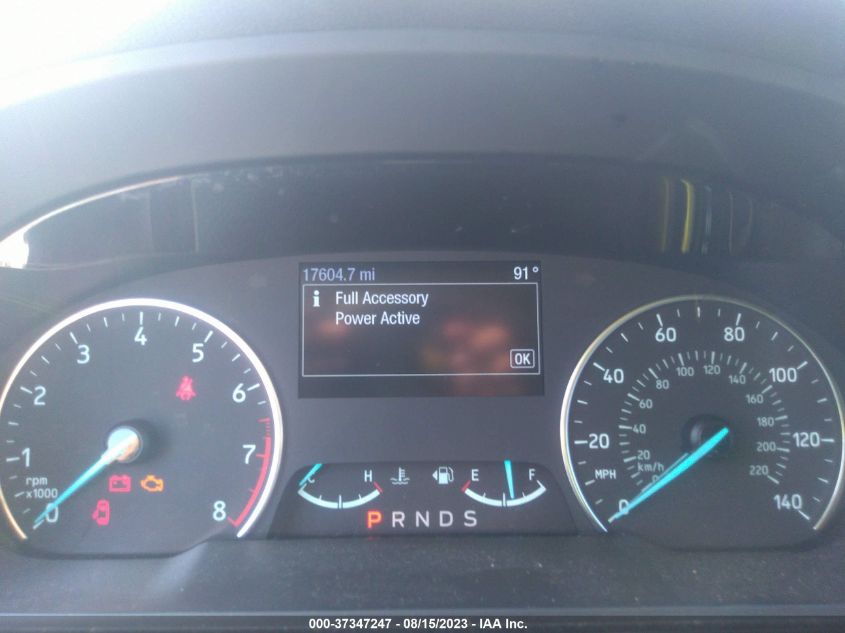 17604.7 mi 91°
i Full Accessory
Power Active
OK
0 1 2 3 4 5 6 7 8
rpm
x1000
C H E F
P R N D S
0 20 40 60 80 100 120 140
MPH
0 20 40 60 80 100 120 140 160 180 200 220
km/h
000-37347247 - 08/15/2023 - IAA Inc.